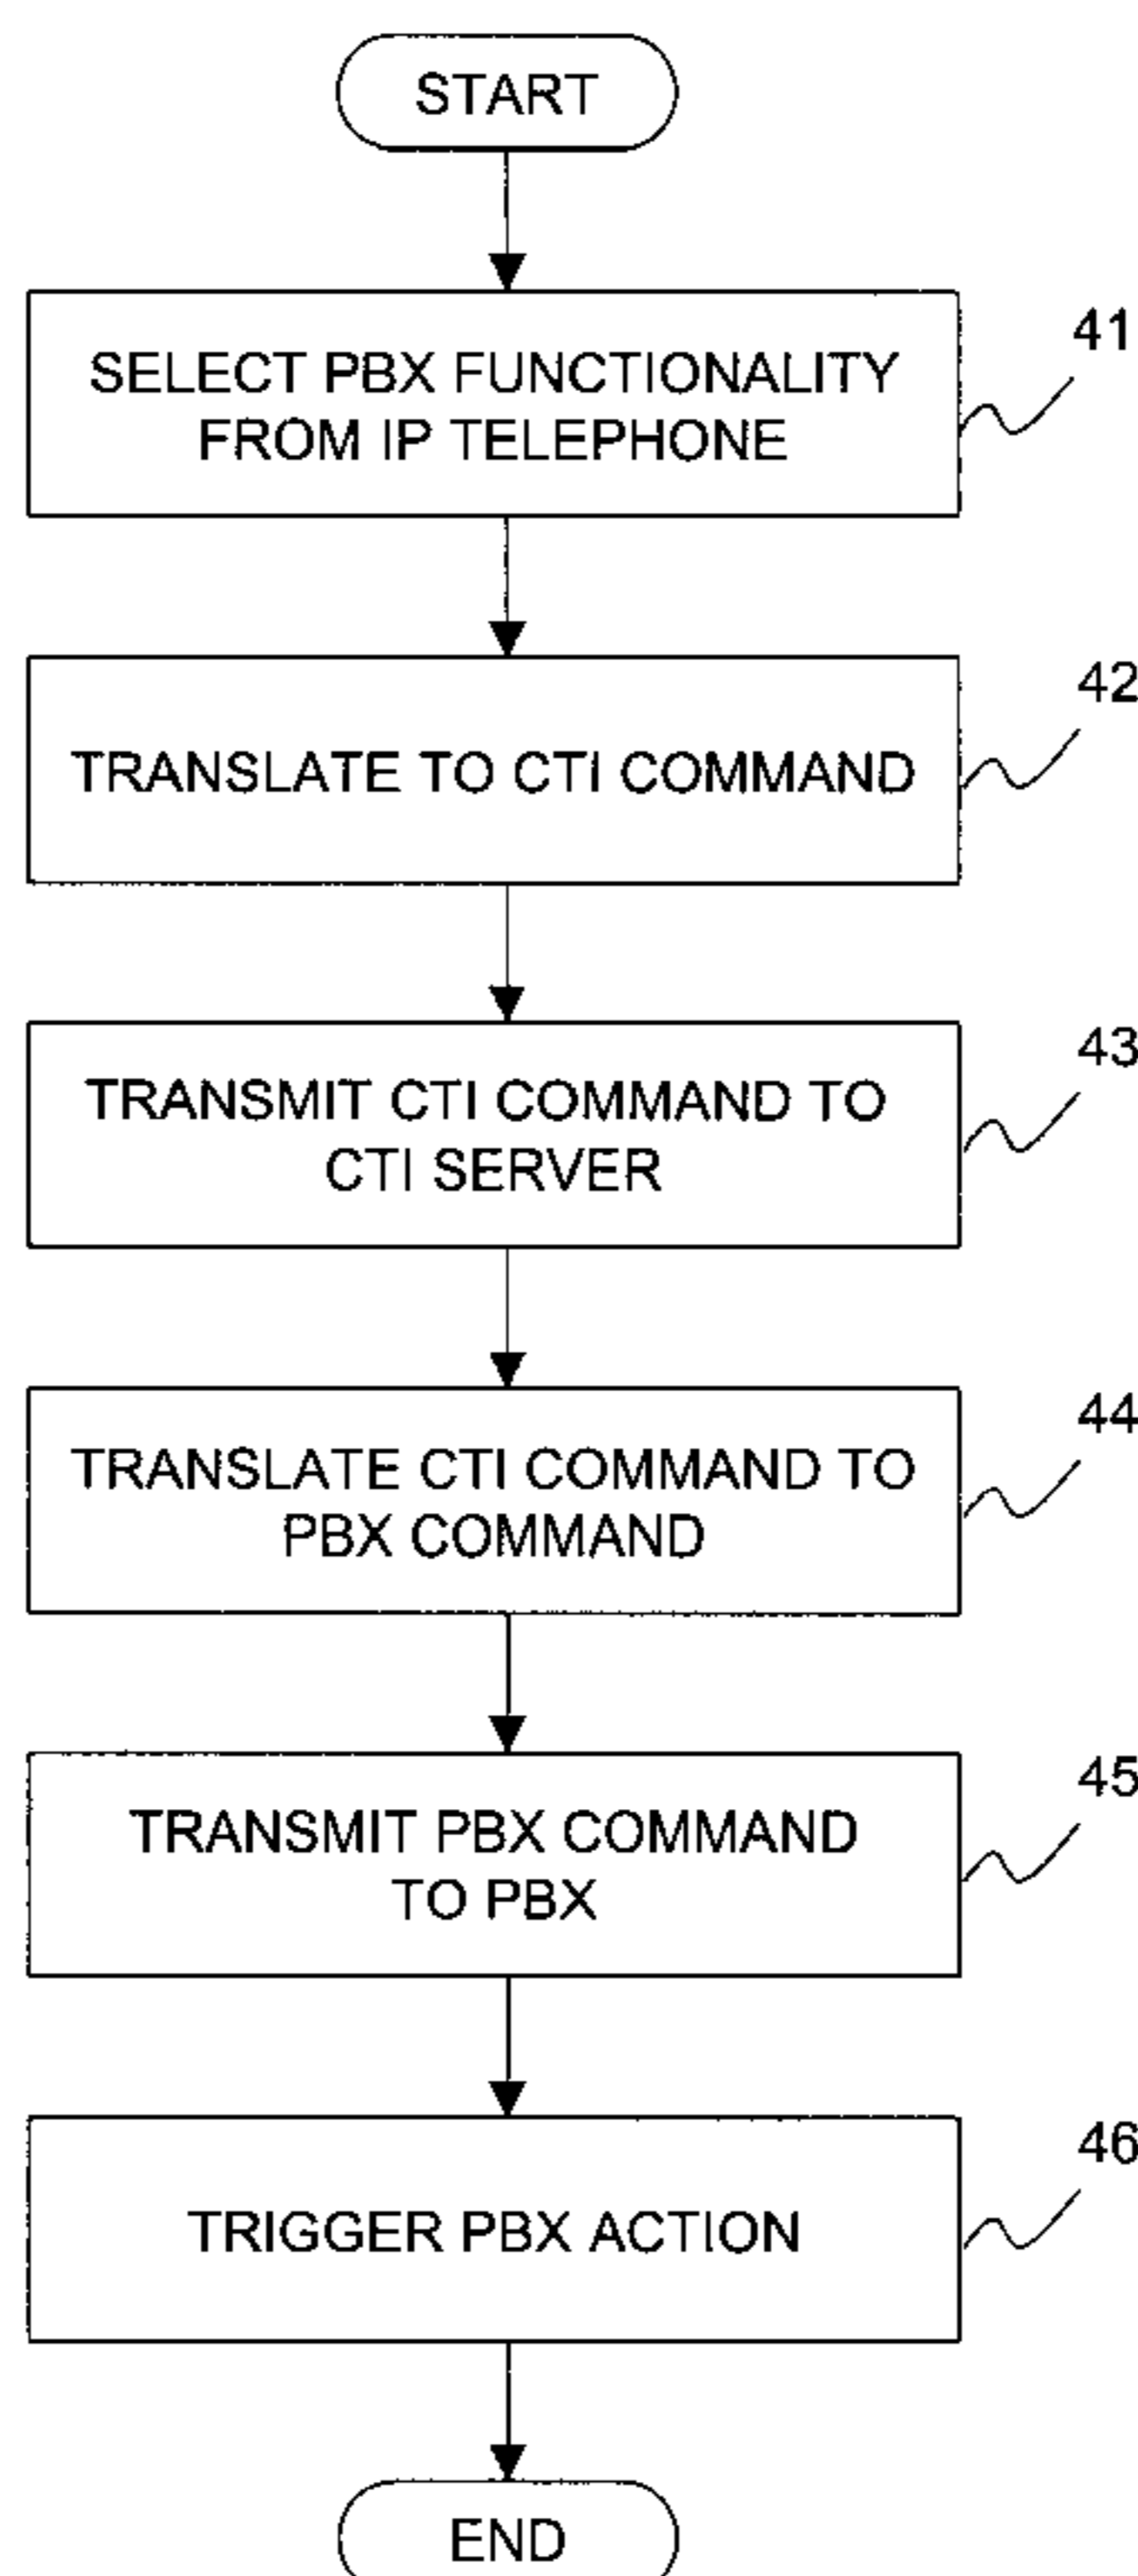 START
SELECT PBX FUNCTIONALITY
FROM IP TELEPHONE
41
TRANSLATE TO CTI COMMAND
42
TRANSMIT CTI COMMAND TO
CTI SERVER
43
TRANSLATE CTI COMMAND TO
PBX COMMAND
44
TRANSMIT PBX COMMAND
TO PBX
45
TRIGGER PBX ACTION
46
END